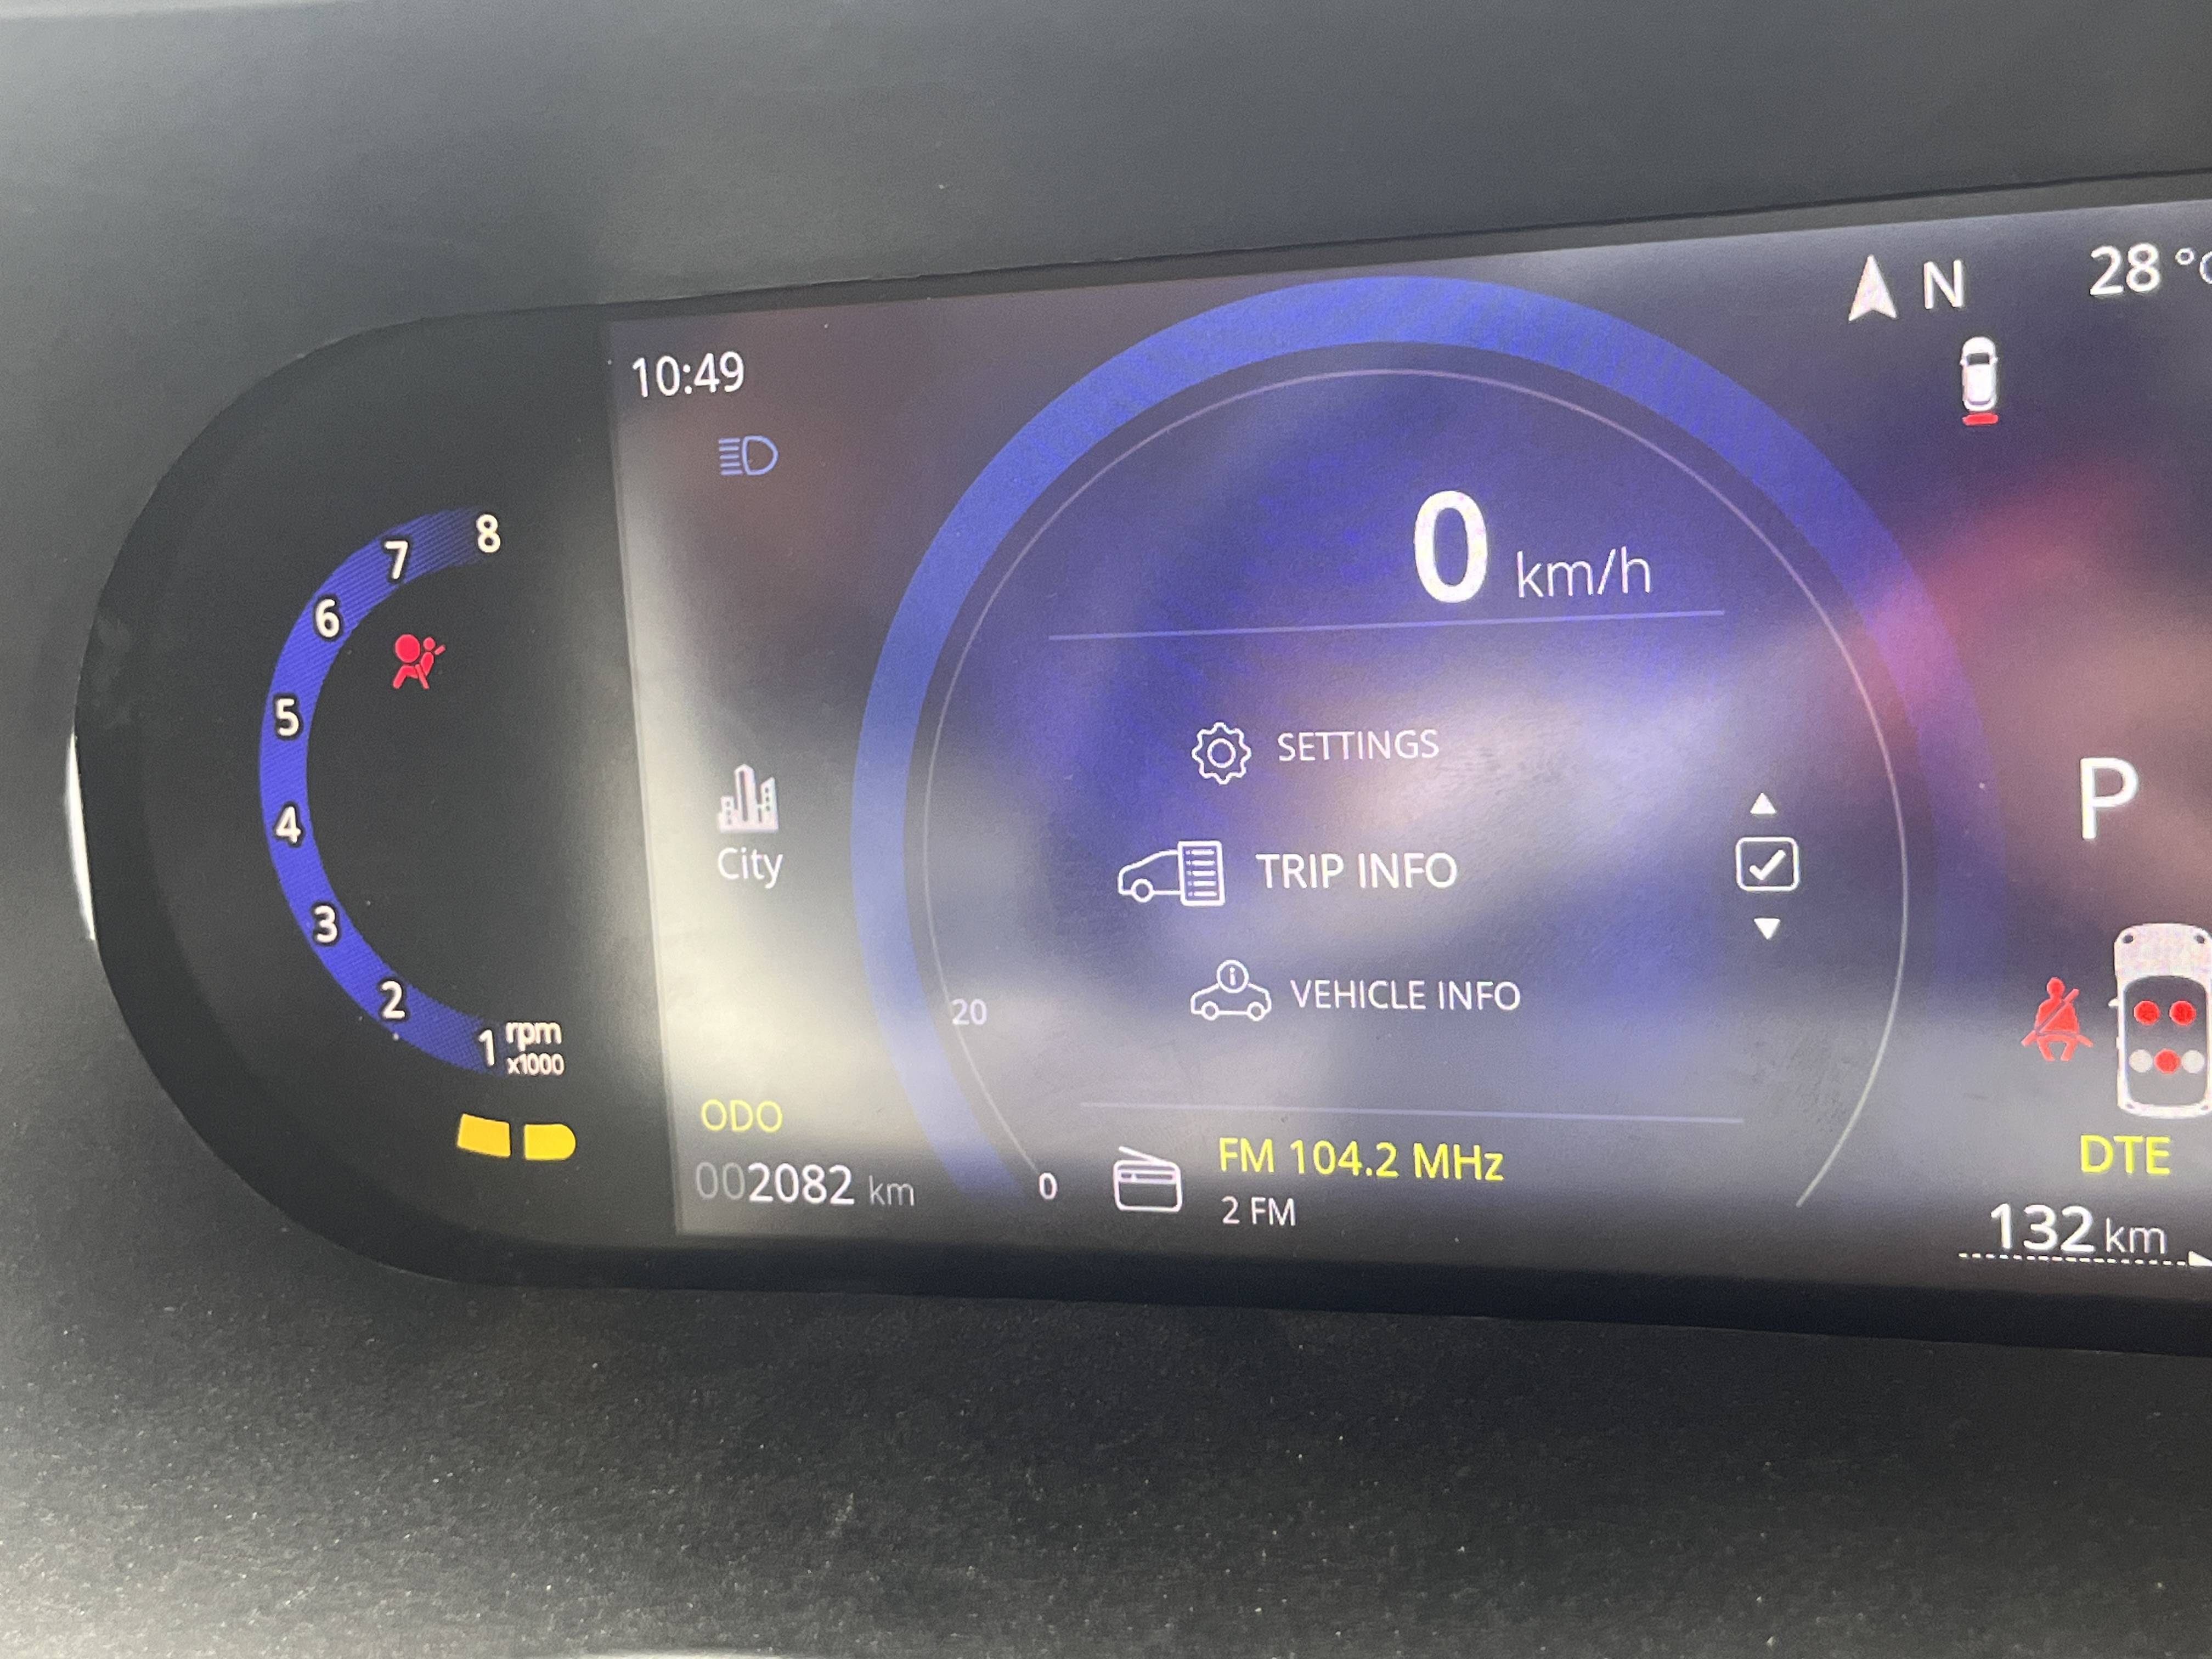 10:49
N
28 °C
8
7
6
5
4
3
2
1 rpm
x1000
0 km/h
SETTINGS
TRIP INFO
VEHICLE INFO
City
P
20
0
ODO
002082 km
FM 104.2 MHz
2 FM
DTE
132 km